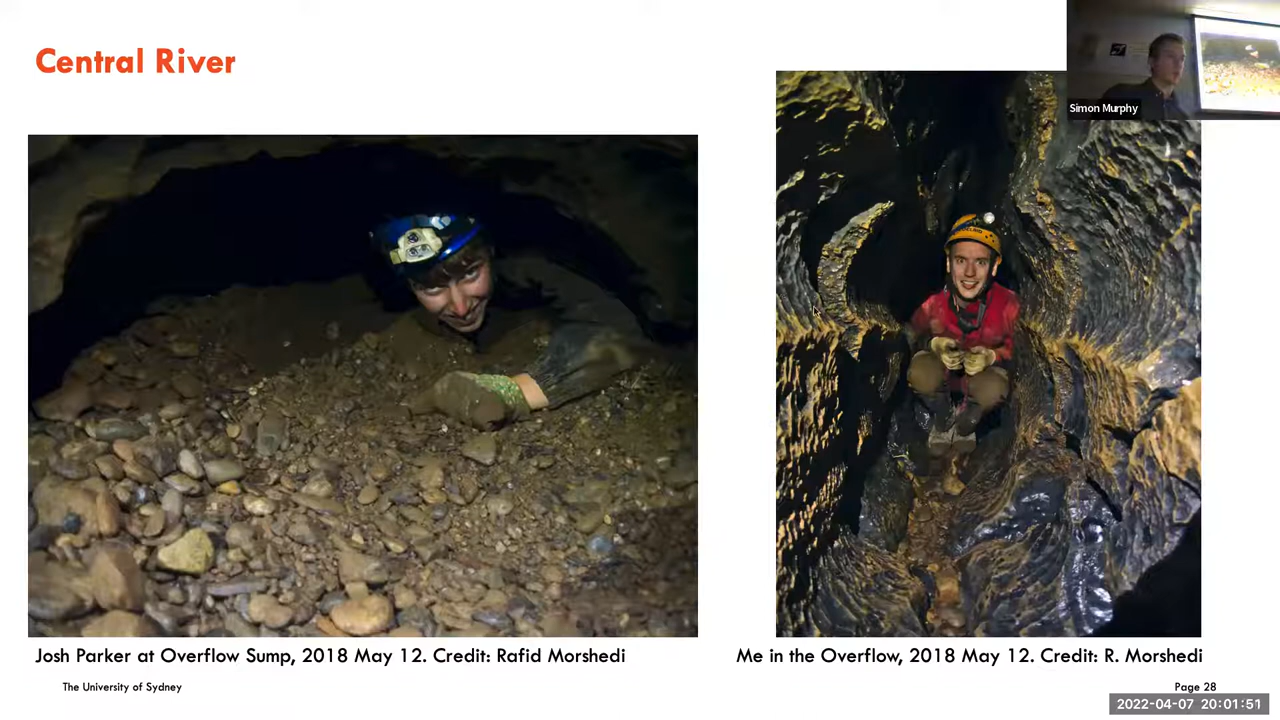 Central River
Simon Murphy
Josh Parker at Overflow Sump, 2018 May 12. Credit: Rafid Morshedi
Me in the Overflow, 2018 May 12. Credit: R. Morshedi
The University of Sydney
Page 28
2022-04-07 20:01:51